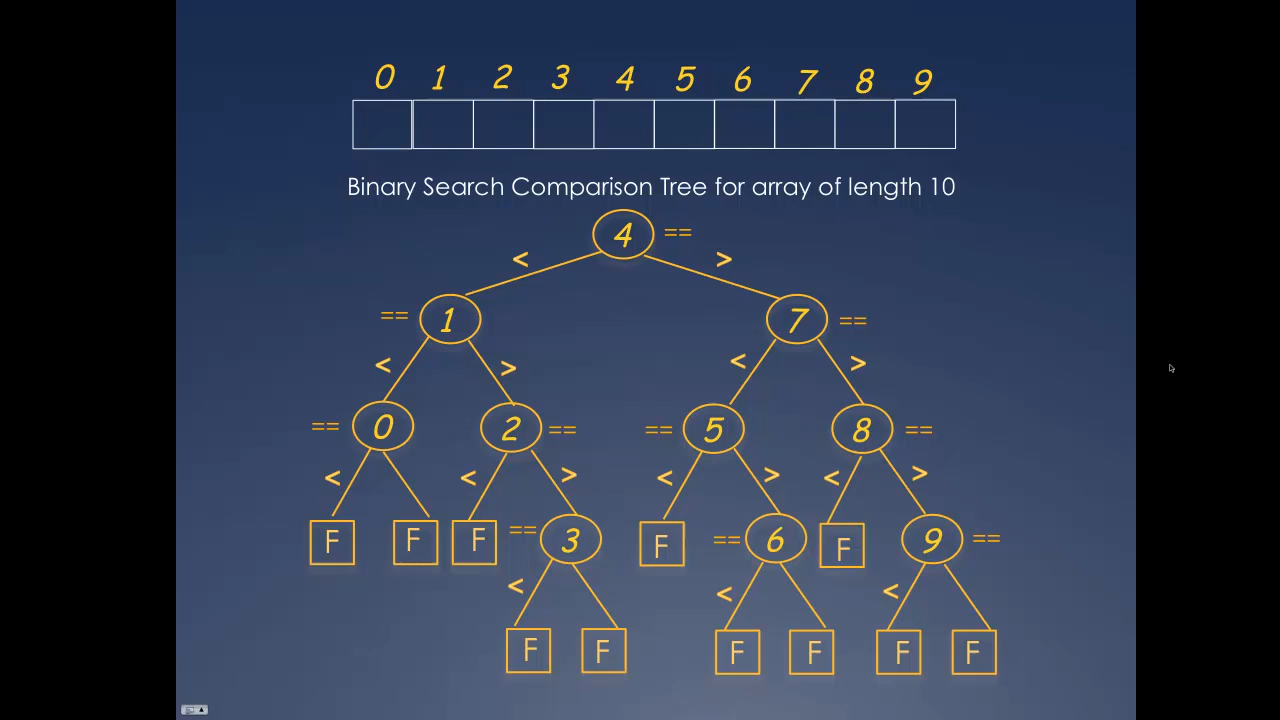 0 1 2 3 4 5 6 7 8 9
Binary Search Comparison Tree for array of length 10
4 ==
< >
== 1 7 ==
< > < >
== 0 2 == == 5 8 ==
< < > < > < >
F F F == 3 F == 6 F 9 ==
< < <
F F F F F F